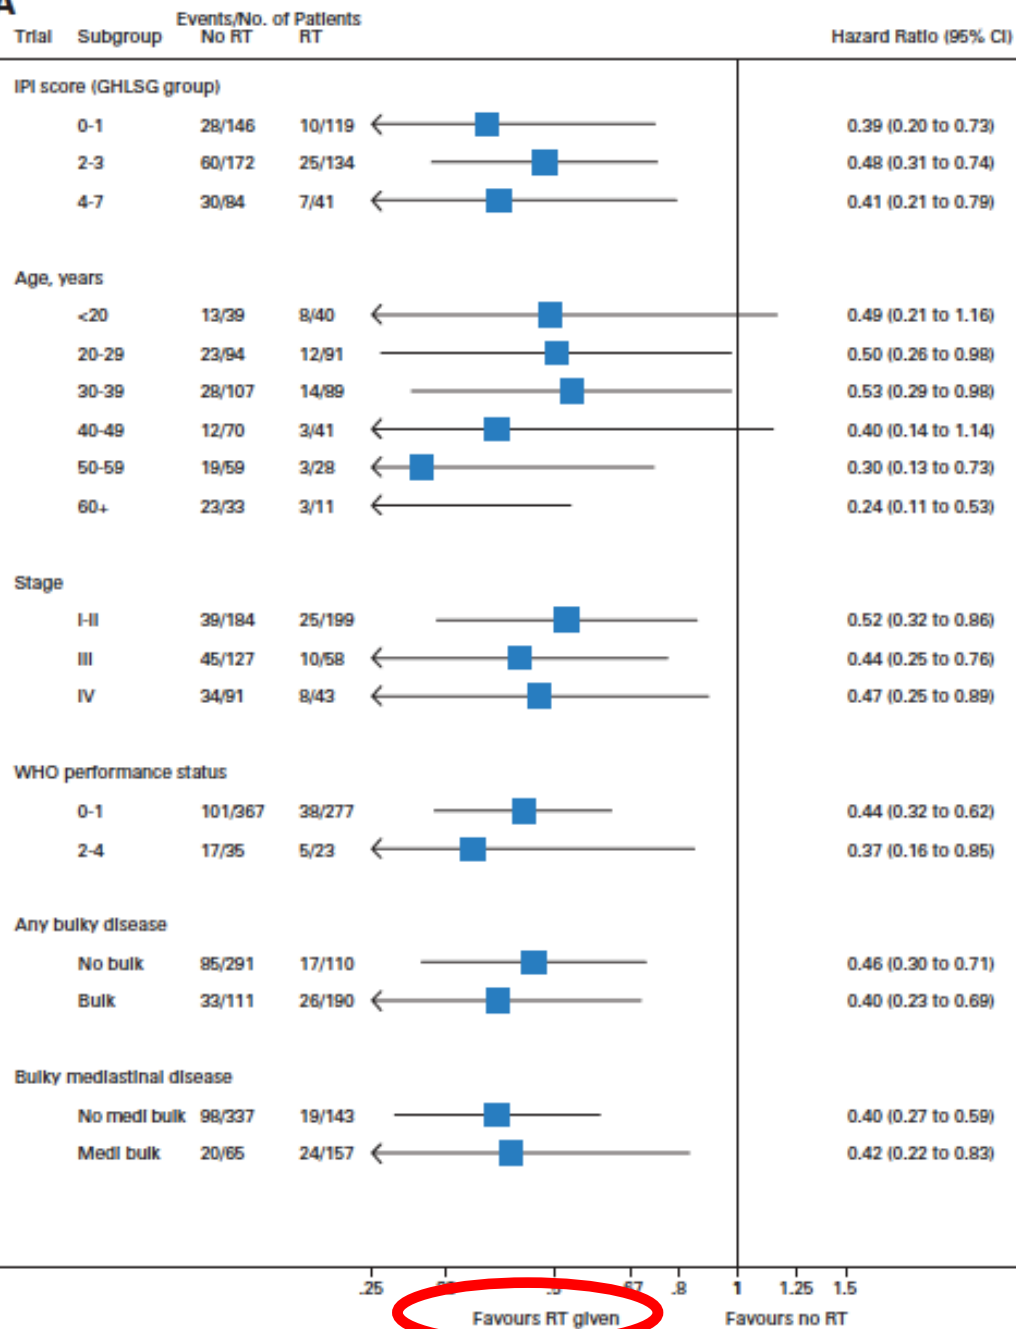 A
Events/No. of Patients
Trial Subgroup No RT RT Hazard Ratio (95% CI)
IPI score (GHLSG group)
0-1 28/146 10/119 0.39 (0.20 to 0.73)
2-3 60/172 25/134 0.48 (0.31 to 0.74)
4-7 30/84 7/41 0.41 (0.21 to 0.79)
Age, years
<20 13/39 8/40 0.49 (0.21 to 1.16)
20-29 23/94 12/91 0.50 (0.26 to 0.98)
30-39 28/107 14/89 0.53 (0.29 to 0.98)
40-49 12/70 3/41 0.40 (0.14 to 1.14)
50-59 19/59 3/28 0.30 (0.13 to 0.73)
60+ 23/33 3/11 0.24 (0.11 to 0.53)
Stage
I-II 39/184 25/199 0.52 (0.32 to 0.86)
III 45/127 10/58 0.44 (0.25 to 0.76)
IV 34/91 8/43 0.47 (0.25 to 0.89)
WHO performance status
0-1 101/367 38/277 0.44 (0.32 to 0.62)
2-4 17/35 5/23 0.37 (0.16 to 0.85)
Any bulky disease
No bulk 85/291 17/110 0.46 (0.30 to 0.71)
Bulk 33/111 26/190 0.40 (0.23 to 0.69)
Bulky mediastinal disease
No medi bulk 98/337 19/143 0.40 (0.27 to 0.59)
Medi bulk 20/65 24/157 0.42 (0.22 to 0.83)
.25 .8 1 1.25 1.5
Favours RT given Favours no RT